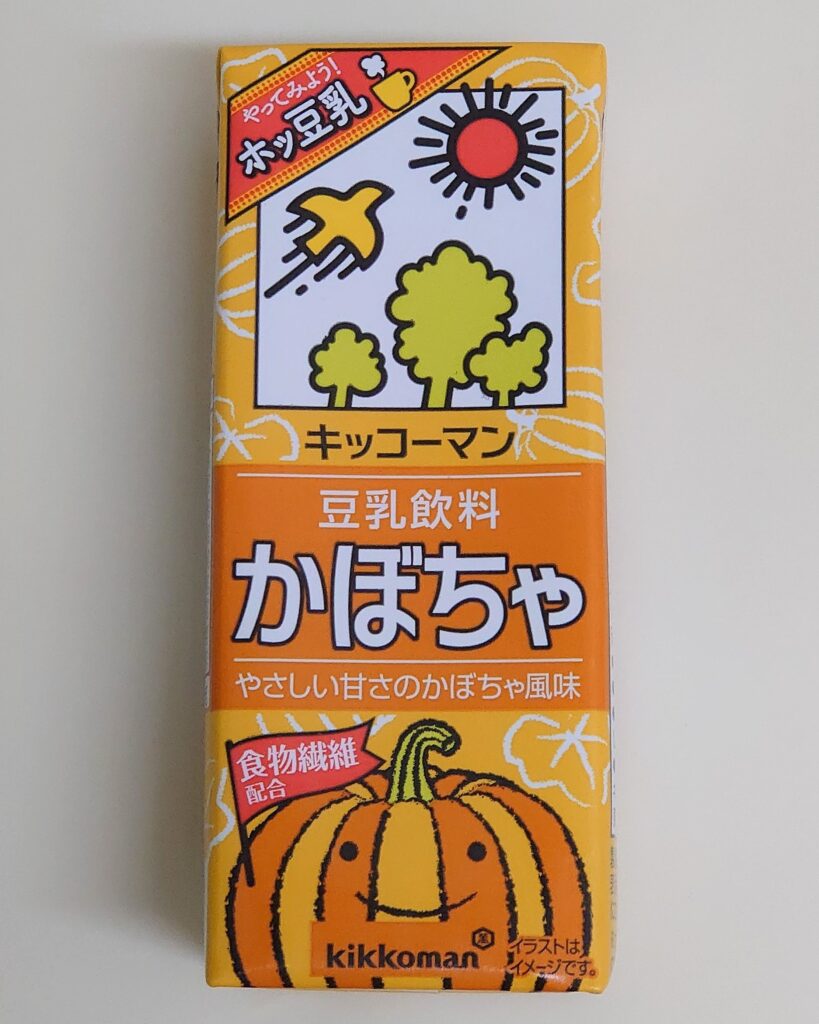 やってみよう!
ホッ豆乳
キッコーマン
豆乳飲料
かぼちゃ
やさしい甘さのかぼちゃ風味
食物繊維
配合
kikkoman
イラストは
イメージです。